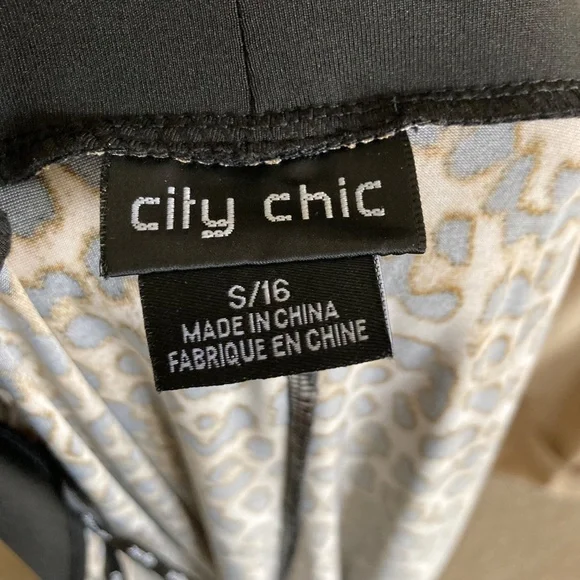 city chic
S/16
MADE IN CHINA
FABRIQUE EN CHINE